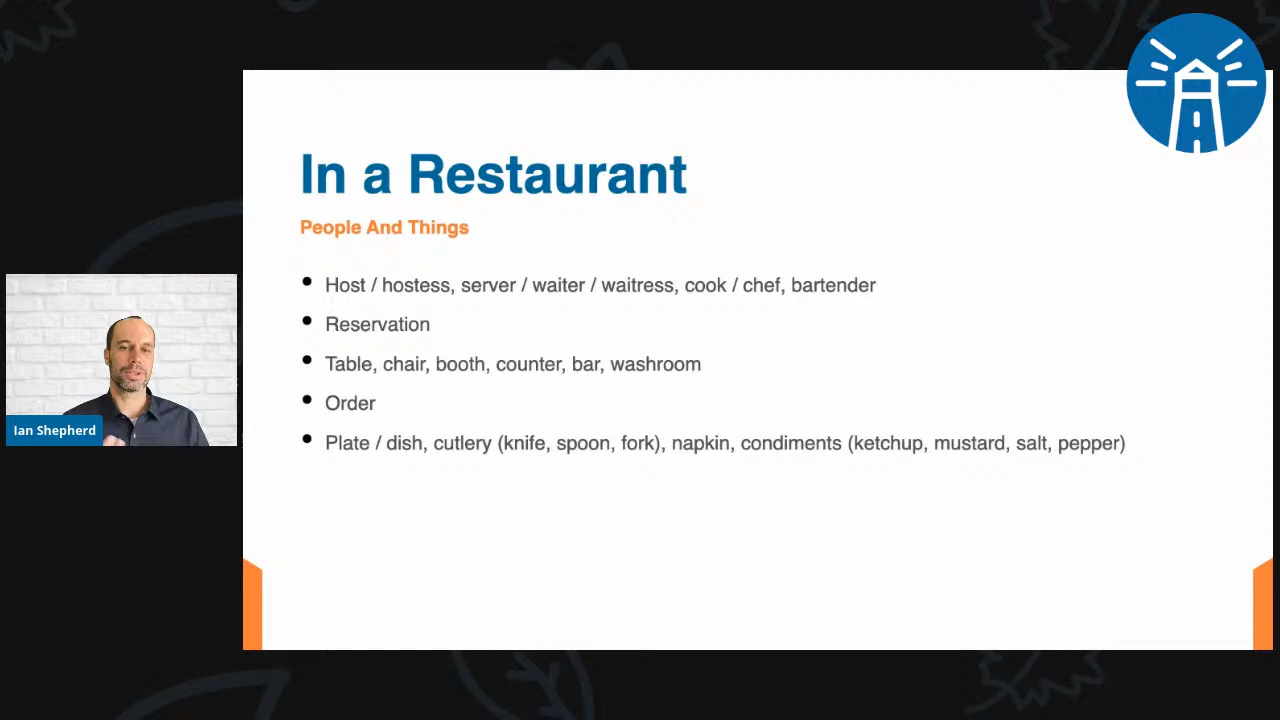 In a Restaurant
People And Things
Host / hostess, server / waiter / waitress, cook / chef, bartender
Reservation
Table, chair, booth, counter, bar, washroom
Order
Plate / dish, cutlery (knife, spoon, fork), napkin, condiments (ketchup, mustard, salt, pepper)
Ian Shepherd